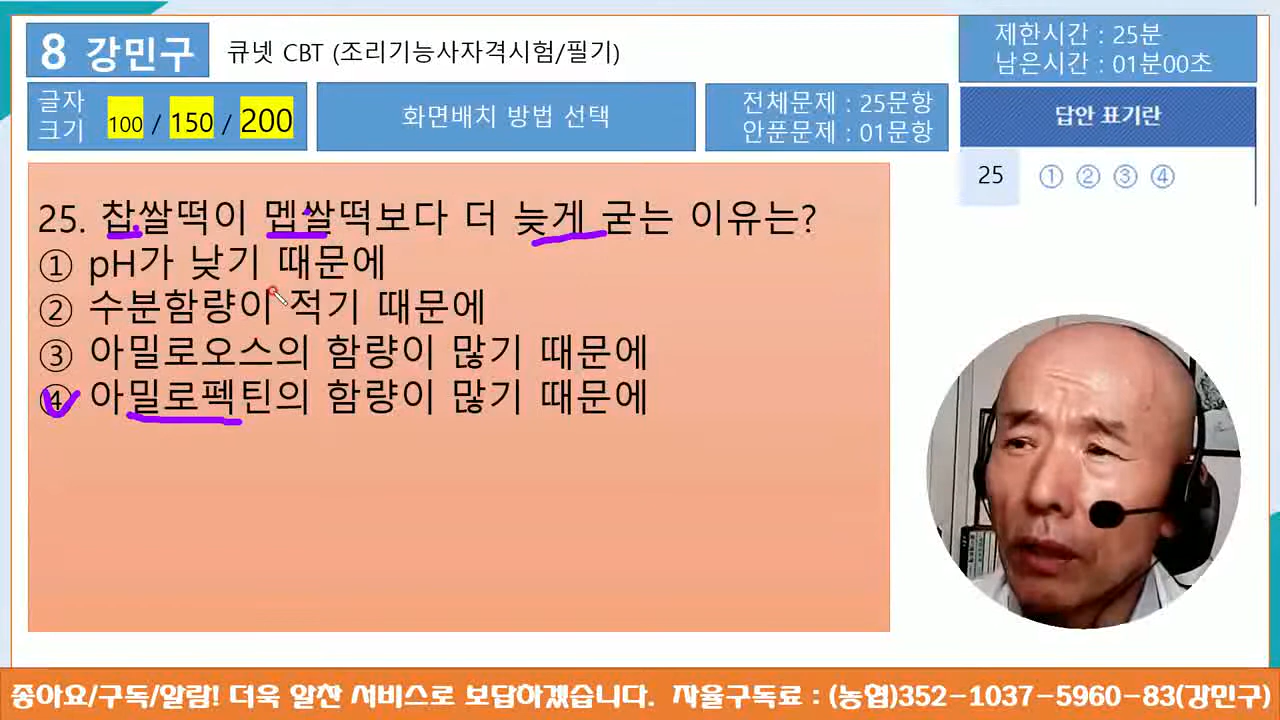 8 강민구
큐넷 CBT (조리기능사자격시험/필기)
제한시간 : 25분
남은시간 : 01분00초
글자
크기
100 / 150 / 200
화면배치 방법 선택
전체문제 : 25문항
안푼문제 : 01문항
답안 표기란
25 ① ② ③ ④
25. 찹쌀떡이 멥쌀떡보다 더 늦게 굳는 이유는?
① pH가 낮기 때문에
② 수분함량이 적기 때문에
③ 아밀로오스의 함량이 많기 때문에
④ 아밀로펙틴의 함량이 많기 때문에
좋아요/구독/알람! 더욱 알찬 서비스로 보답하겠습니다. 자율구독료 : (농협)352-1037-5960-83(강민구)